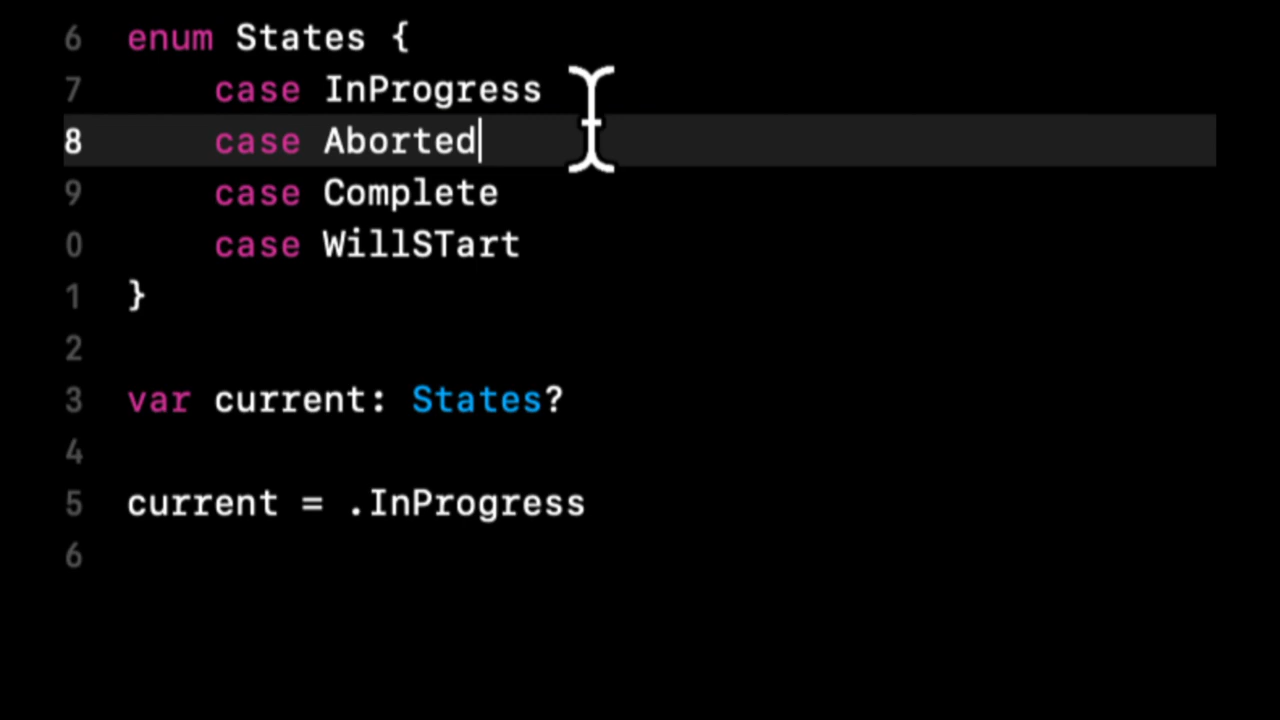 6 enum States {
7 case InProgress
8 case Aborted
9 case Complete
0 case WillSTart
1 }
2
3 var current: States?
4
5 current = .InProgress
6